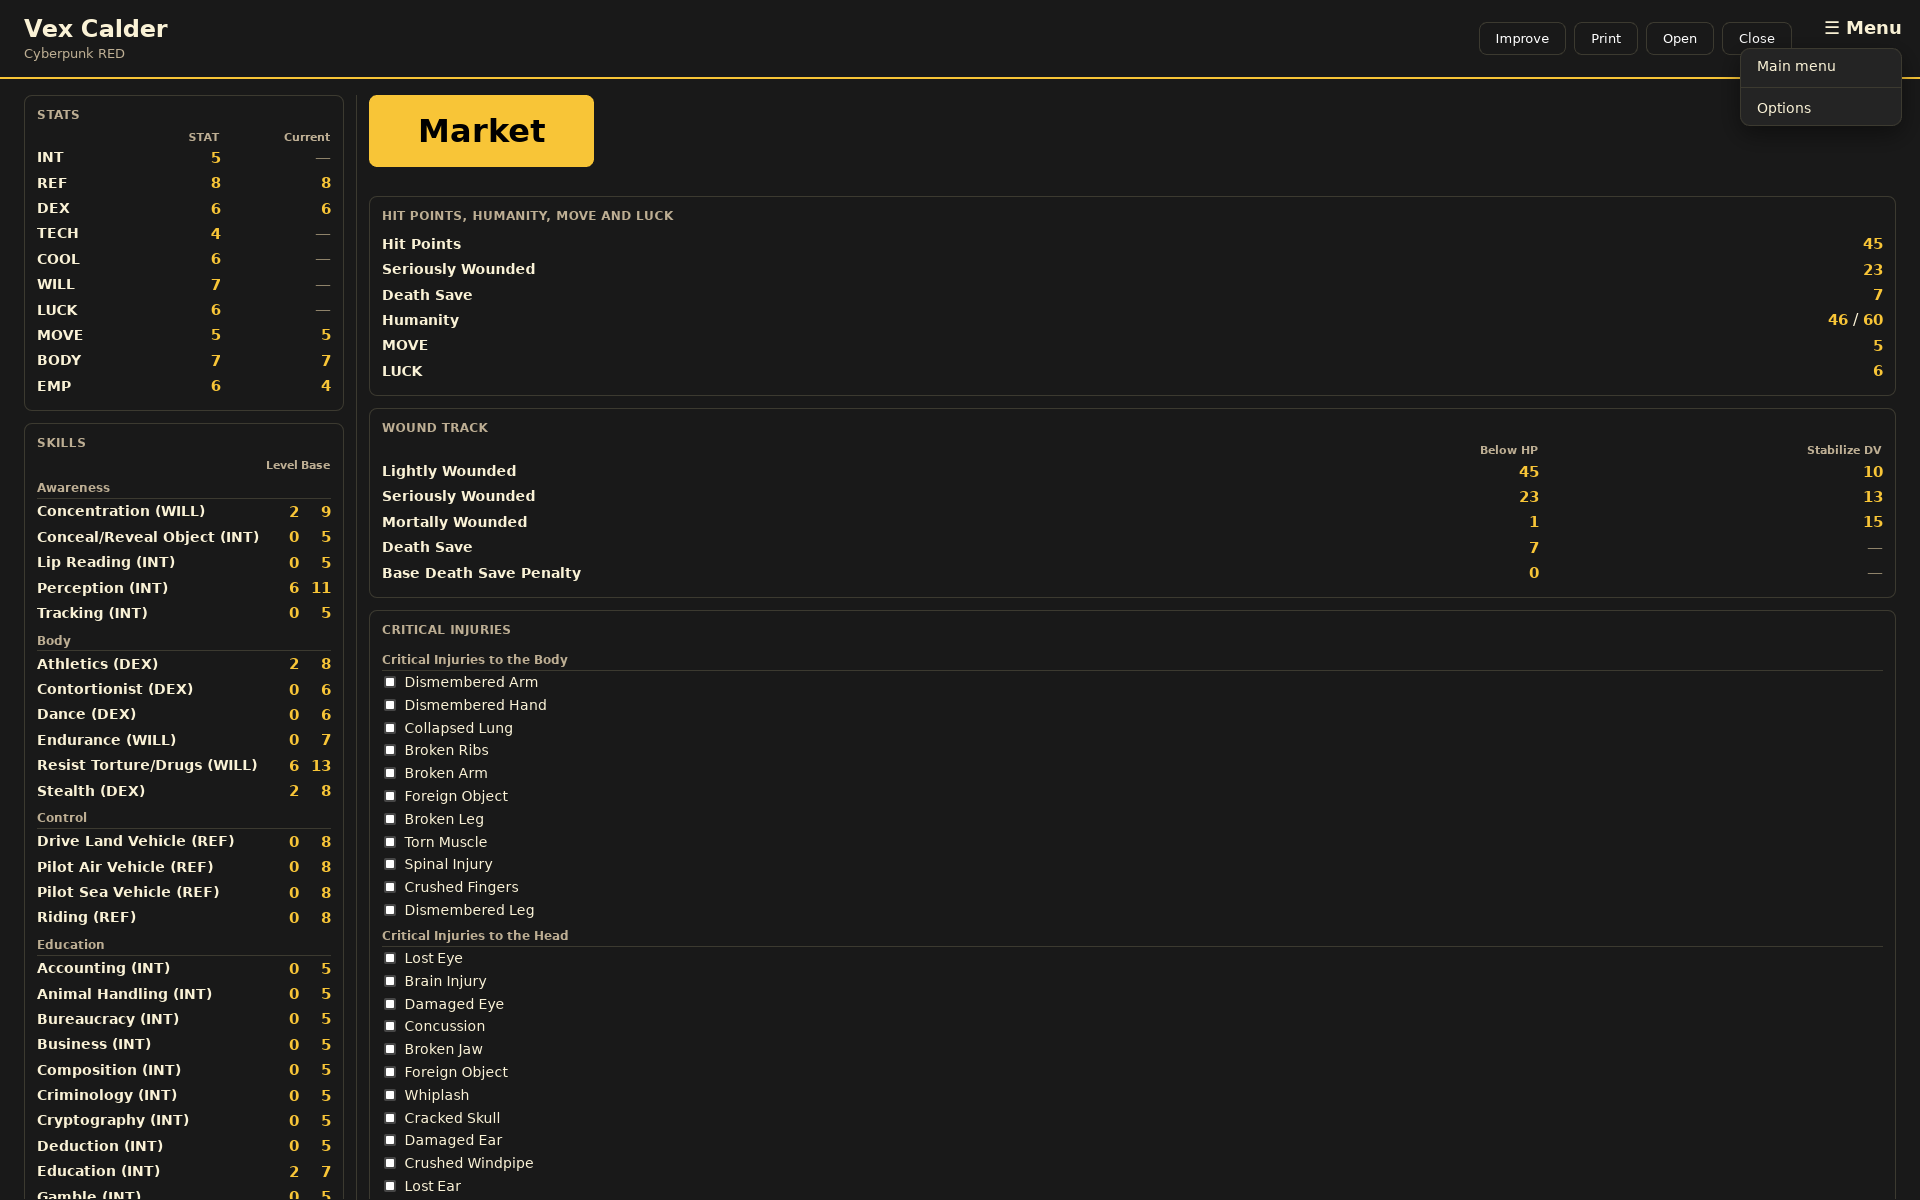 Vex Calder
Cyberpunk RED
Improve
Print
Open
Close
☰ Menu
Main menu
Options
STATS
STAT Current
INT 5 —
REF 8 8
DEX 6 6
TECH 4 —
COOL 6 —
WILL 7 —
LUCK 6 —
MOVE 5 5
BODY 7 7
EMP 6 4
SKILLS
Level Base
Awareness
Concentration (WILL) 2 9
Conceal/Reveal Object (INT) 0 5
Lip Reading (INT) 0 5
Perception (INT) 6 11
Tracking (INT) 0 5
Body
Athletics (DEX) 2 8
Contortionist (DEX) 0 6
Dance (DEX) 0 6
Endurance (WILL) 0 7
Resist Torture/Drugs (WILL) 6 13
Stealth (DEX) 2 8
Control
Drive Land Vehicle (REF) 0 8
Pilot Air Vehicle (REF) 0 8
Pilot Sea Vehicle (REF) 0 8
Riding (REF) 0 8
Education
Accounting (INT) 0 5
Animal Handling (INT) 0 5
Bureaucracy (INT) 0 5
Business (INT) 0 5
Composition (INT) 0 5
Criminology (INT) 0 5
Cryptography (INT) 0 5
Deduction (INT) 0 5
Education (INT) 2 7
Gamble (INT) 0 5
Market
HIT POINTS, HUMANITY, MOVE AND LUCK
Hit Points 45
Seriously Wounded 23
Death Save 7
Humanity 46 / 60
MOVE 5
LUCK 6
WOUND TRACK
Below HP Stabilize DV
Lightly Wounded 45 10
Seriously Wounded 23 13
Mortally Wounded 1 15
Death Save 7 —
Base Death Save Penalty 0 —
CRITICAL INJURIES
Critical Injuries to the Body
Dismembered Arm
Dismembered Hand
Collapsed Lung
Broken Ribs
Broken Arm
Foreign Object
Broken Leg
Torn Muscle
Spinal Injury
Crushed Fingers
Dismembered Leg
Critical Injuries to the Head
Lost Eye
Brain Injury
Damaged Eye
Concussion
Broken Jaw
Foreign Object
Whiplash
Cracked Skull
Damaged Ear
Crushed Windpipe
Lost Ear